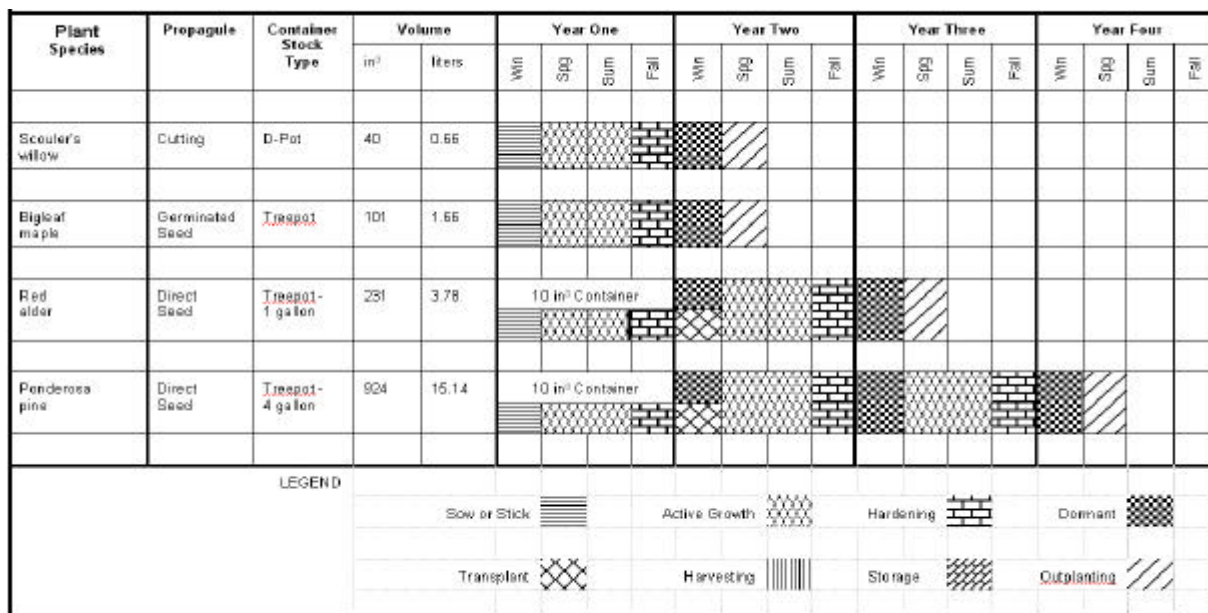 Plant Species Propagule Container Stock Type Volume Year One Year Two Year Three Year Four
in³ liters Win Spg Sum Fall Win Spg Sum Fall Win Spg Sum Fall Win Spg Sum Fall
Scouler's willow Cutting D-Pot 40 0.66
Bigleaf maple Germinated Seed Treepot 101 1.66
Red alder Direct Seed Treepot-1 gallon 231 3.78 10 in³ Container
Ponderosa pine Direct Seed Treepot-4 gallon 924 15.14 10 in³ Container
LEGEND
Sow or Stick Active Growth Hardening Dormant
Transplant Harvesting Storage Outplanting